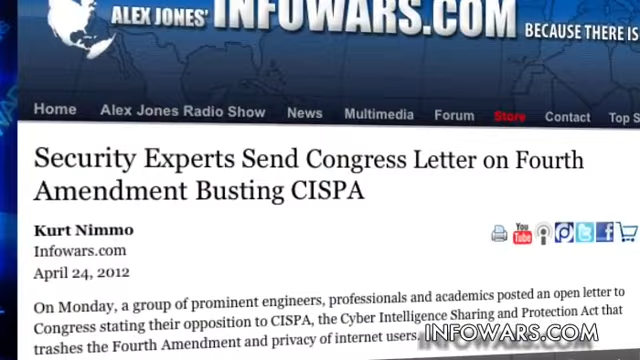 ALEX JONES' INFOWARS.COM BECAUSE THERE IS
Home Alex Jones Radio Show News Multimedia Forum Store Contact Top S
Security Experts Send Congress Letter on Fourth
Amendment Busting CISPA
Kurt Nimmo
Infowars.com
April 24, 2012
You Tube
On Monday, a group of prominent engineers, professionals and academics posted an open letter to
Congress stating their opposition to CISPA, the Cyber Intelligence Sharing and Protection Act that
trashes the Fourth Amendment and privacy of internet users.
INFOWARS.COM